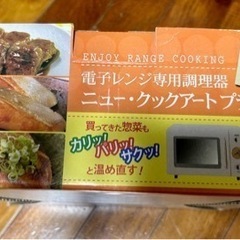 ENJOY RANGE COOKING
電子レンジ専用調理器
ニュー・クックアート プ
買ってきた惣菜も
カリッ!パリッ!サクッ!
と温め直す!